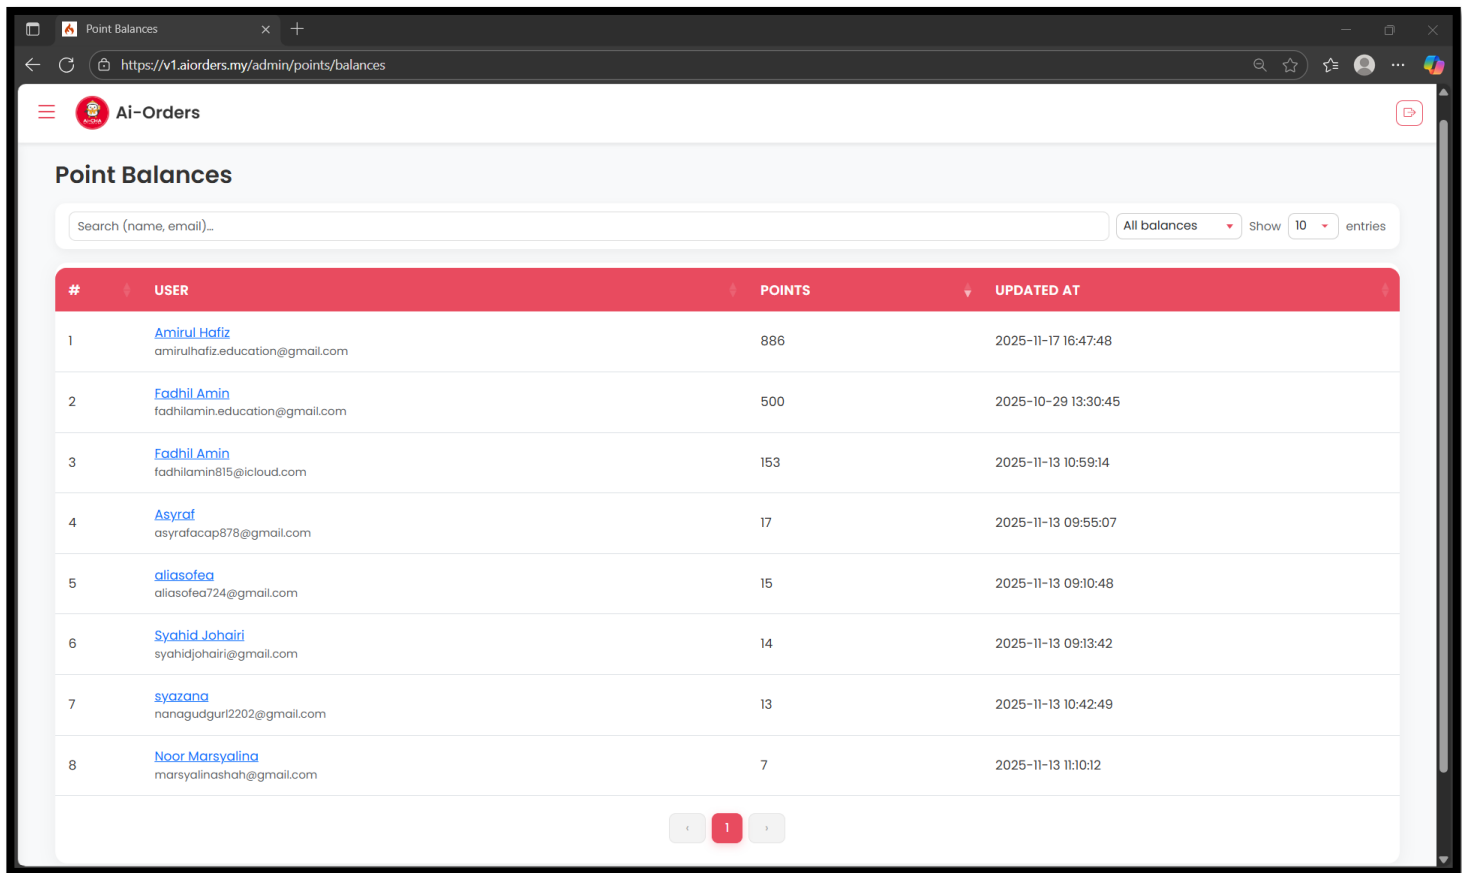 Point Balances
https://v1.aiorders.my/admin/points/balances
Ai-Orders
Point Balances
Search (name, email)... All balances Show 10 entries
# USER POINTS UPDATED AT
1 Amirul Hafiz 886 2025-11-17 16:47:48
amirulhafiz.education@gmail.com
2 Fadhil Amin 500 2025-10-29 13:30:45
fadhilamin.education@gmail.com
3 Fadhil Amin 153 2025-11-13 10:59:14
fadhilamin815@icloud.com
4 Asyraf 17 2025-11-13 09:55:07
asyrafacap878@gmail.com
5 aliasofea 15 2025-11-13 09:10:48
aliasofea724@gmail.com
6 Syahid Johairi 14 2025-11-13 09:13:42
syahidjohairi@gmail.com
7 syazana 13 2025-11-13 10:42:49
nanagudgurl2202@gmail.com
8 Noor Marsyalina 7 2025-11-13 11:10:12
marsyalinashah@gmail.com
‹ 1 ›